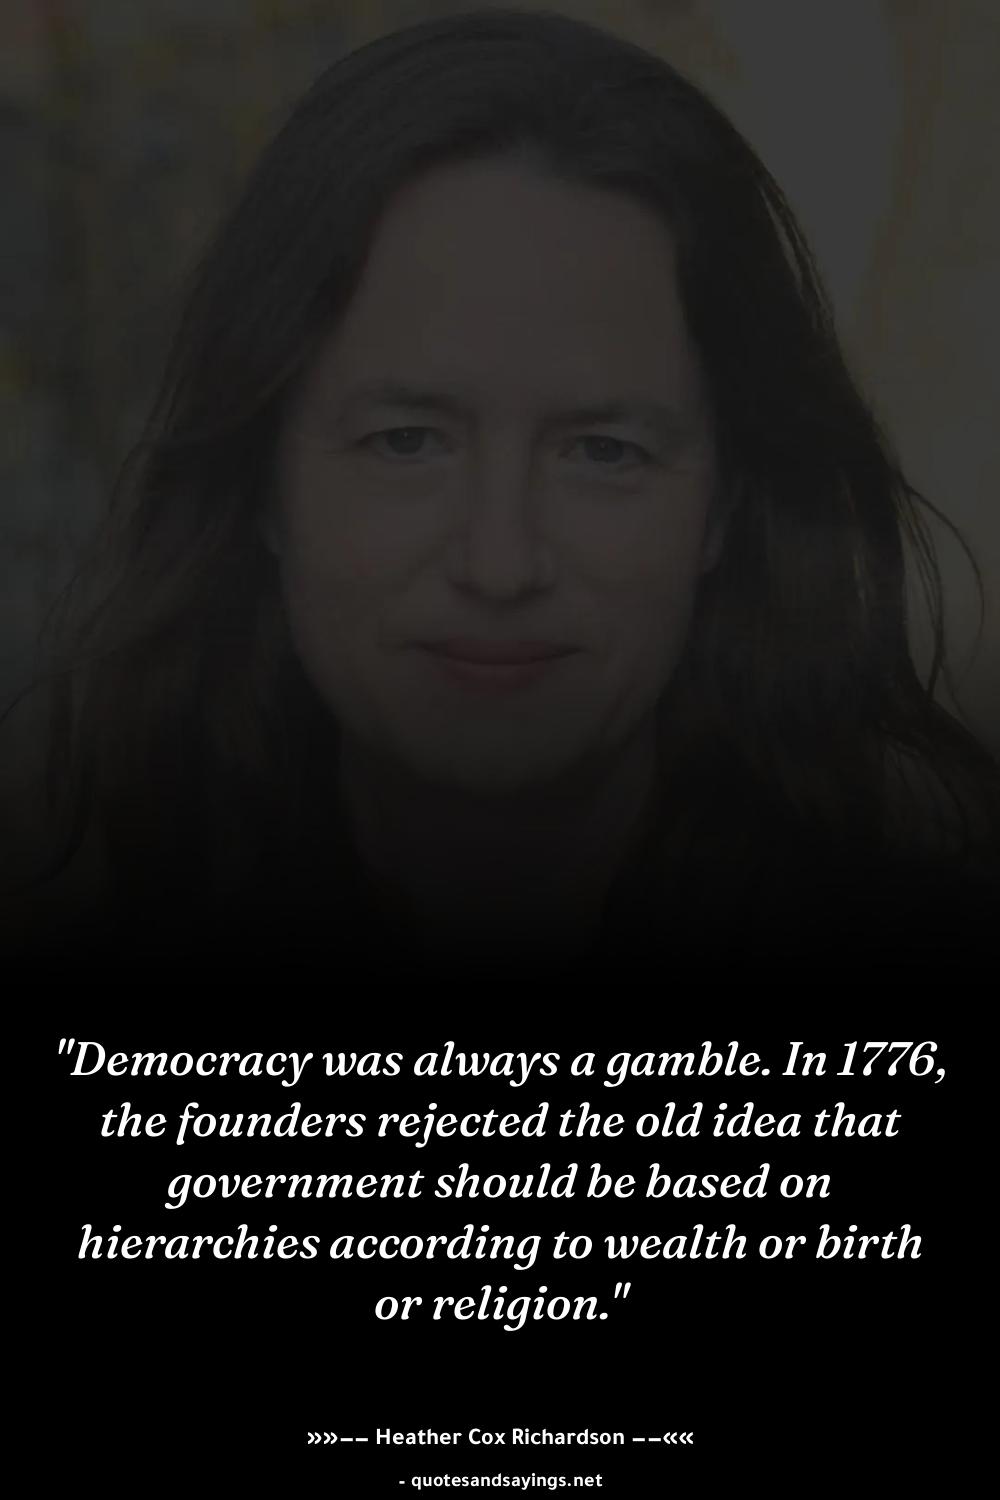 "Democracy was always a gamble. In 1776,
the founders rejected the old idea that
government should be based on
hierarchies according to wealth or birth
or religion."
»»–– Heather Cox Richardson ––««
- quotesandsayings.net